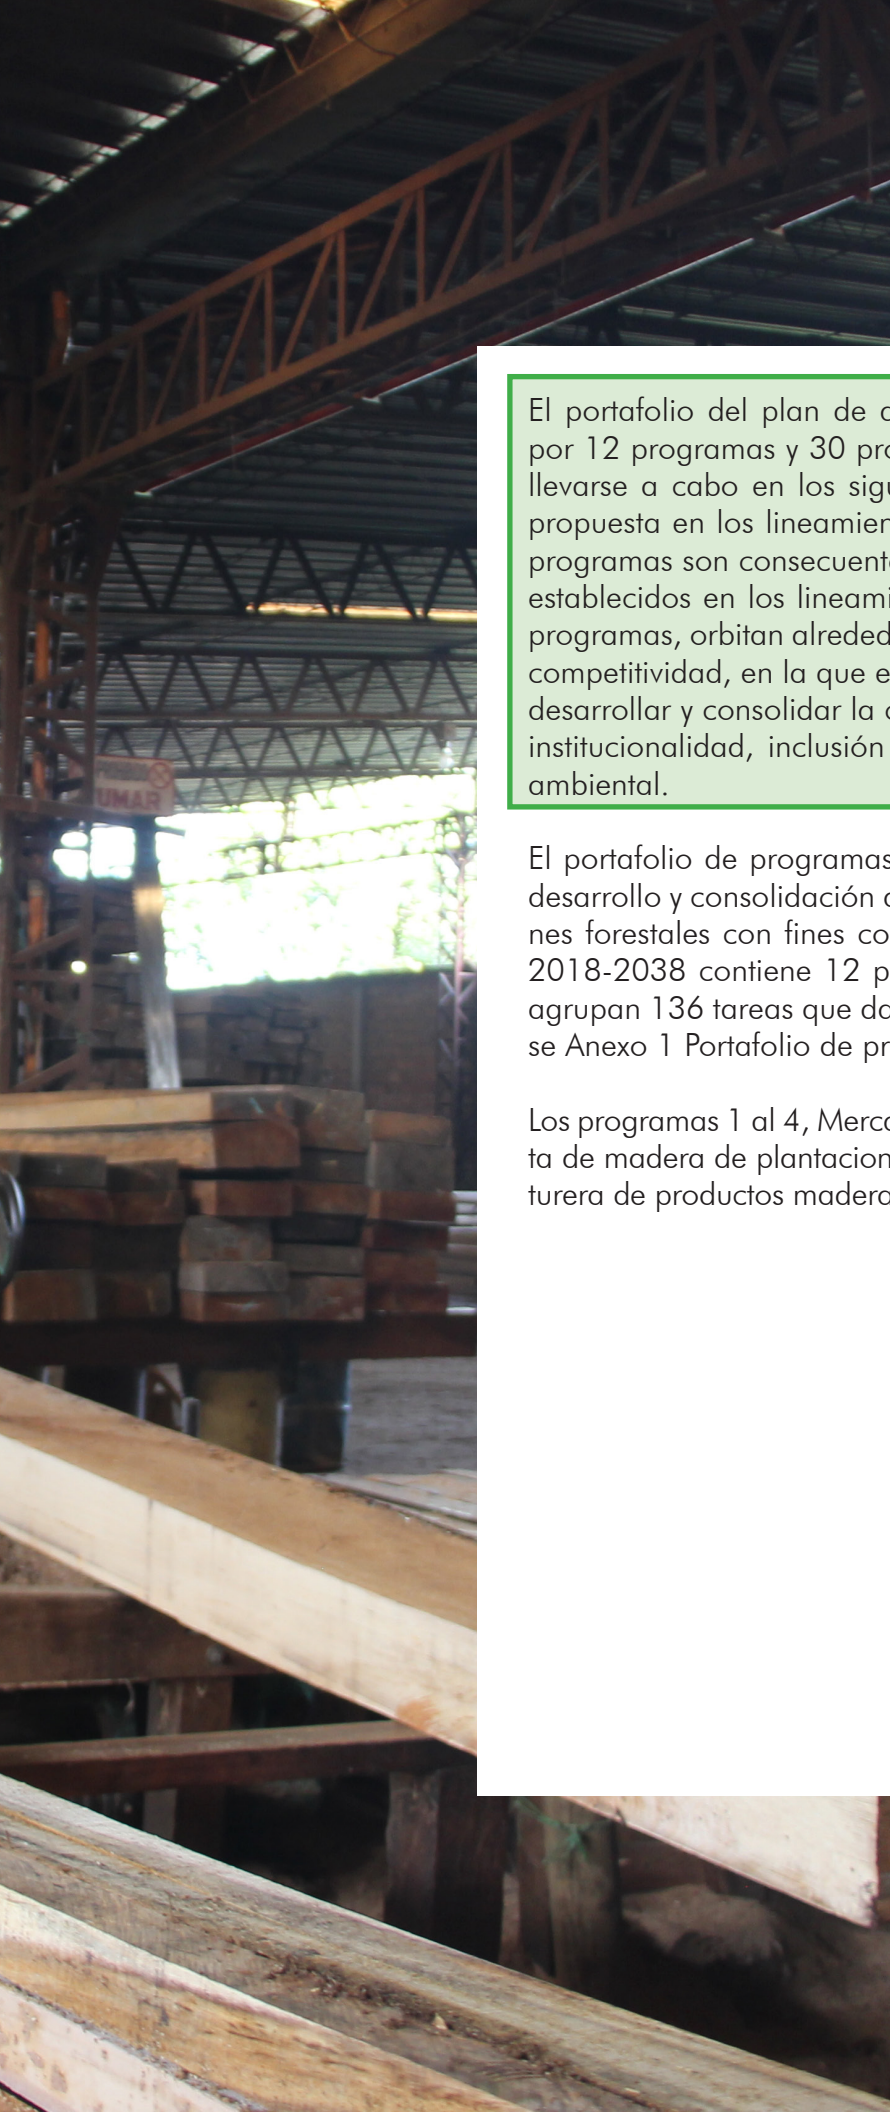 UMAR
El portafolio del plan de
por 12 programas y 30
llevarse a cabo en los
propuesta en los
programas son
establecidos en los
programas, orbitan
competitividad, en la que
desarrollar y consolidar la
institucionalidad, inclusión
ambiental.
El portafolio de programas
desarrollo y consolidación
nes forestales con fines
2018-2038 contiene 12
agrupan 136 tareas que
se Anexo 1 Portafolio de
Los programas 1 al 4,
ta de madera de
turera de productos